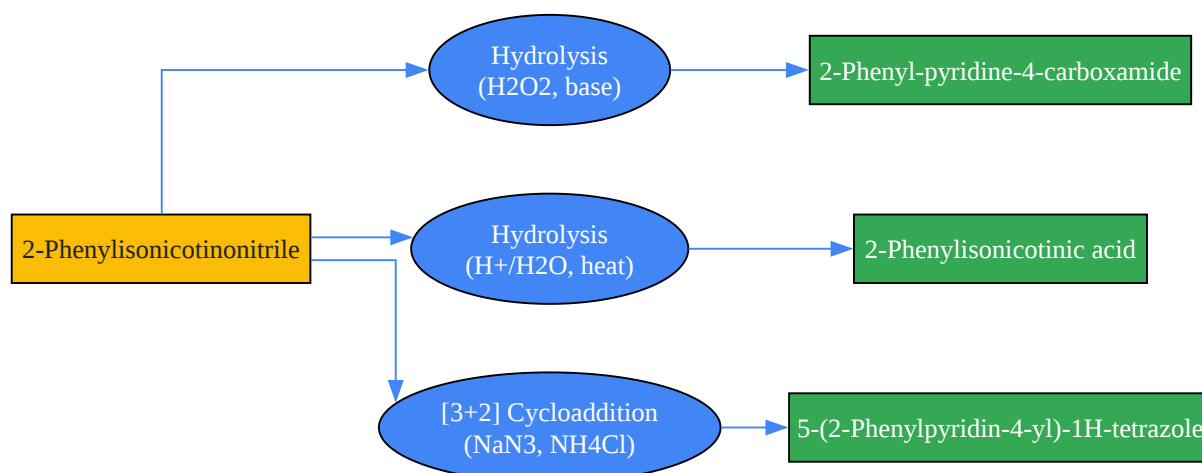 Hydrolysis
(H2O2, base)
2-Phenyl-pyridine-4-carboxamide
2-Phenylisonicotinonitrile
Hydrolysis
(H+/H2O, heat)
2-Phenylisonicotinic acid
[3+2] Cycloaddition
(NaN3, NH4Cl)
5-(2-Phenylpyridin-4-yl)-1H-tetrazole